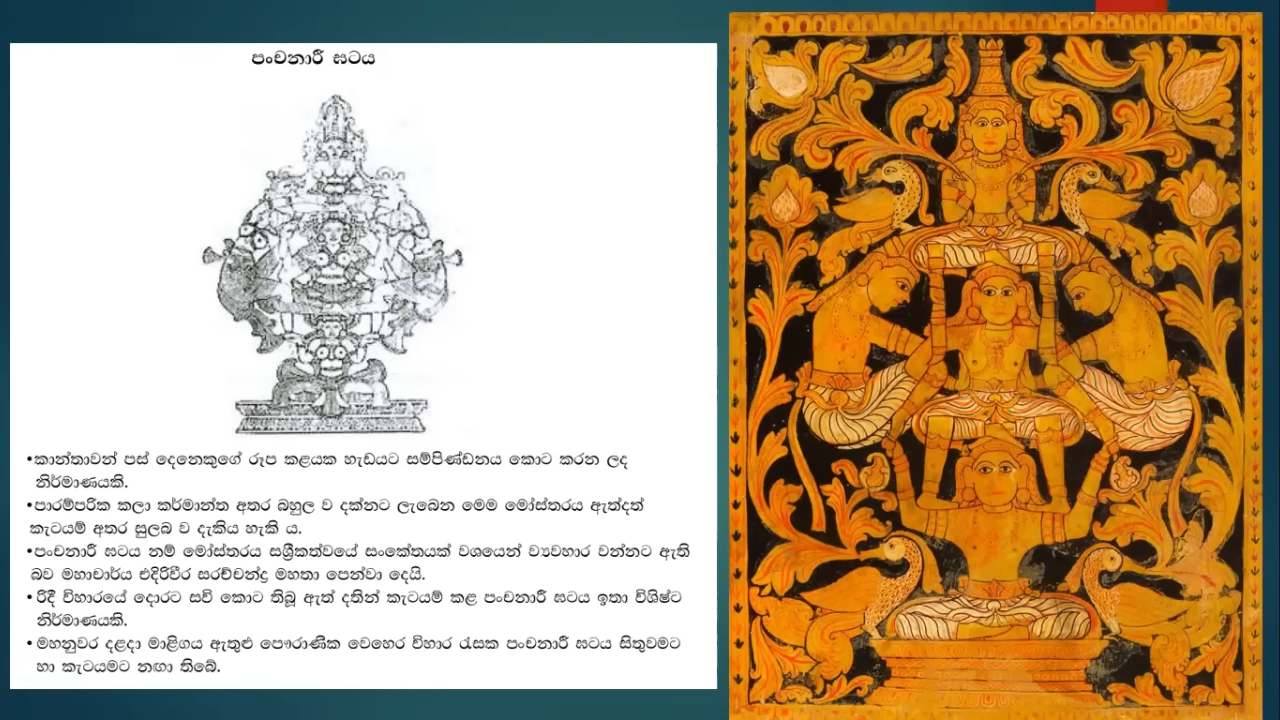 පංචනාරී ඝටය
•කාන්තාවන් පස් දෙනෙකුගේ රූප කළයක හැඩයට සම්පිණ්ඩනය කොට කරන ලද
නිර්මාණයකි.
•පාරම්පරික කලා කර්මාන්ත අතර බහුල ව දක්නට ලැබෙන මෙම මෝස්තරය ඇත්දත්
කැටයම් අතර සුලබ ව දැකිය හැකි ය.
•පංචනාරී ඝටය නම් මෝස්තරය සශ්‍රීකත්වයේ සංකේතයක් වශයෙන් ව්‍යවහාර වන්නට ඇති
බව මහාචාර්ය එදිරිවීර සරච්චන්ද්‍ර මහතා පෙන්වා දෙයි.
•රිදී විහාරයේ දොරට සවි කොට තිබූ ඇත් දතින් කැටයම් කළ පංචනාරී ඝටය ඉතා විශිෂ්ට
නිර්මාණයකි.
•මහනුවර දළදා මාළිගය ඇතුළු පෞරාණික වෙහෙර විහාර රැසක පංචනාරී ඝටය සිතුවමට
හා කැටයමට නඟා තිබේ.